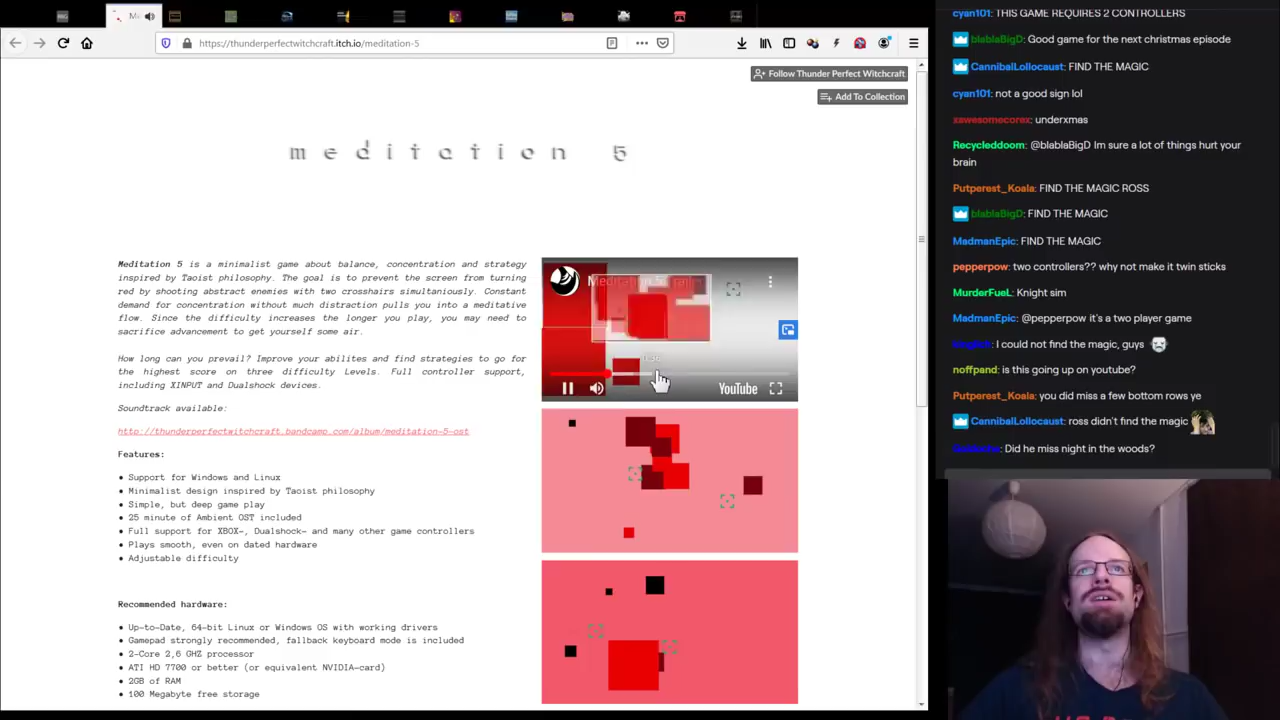 https://thunderperfectwitchcraft.itch.io/meditation-5
Follow Thunder Perfect Witchcraft
Add To Collection
meditation 5
Meditation 5 is a minimalist game about balance, concentration and strategy
inspired by Taoist philosophy. The goal is to prevent the screen from turning
red by shooting abstract enemies with two crosshairs simultaniously. Constant
demand for concentration without much distraction pulls you into a meditative
flow. Since the difficulty increases the longer you play, you may need to
sacrifice advancement to get yourself some air.
How long can you prevail? Improve your abilites and find strategies to go for
the highest score on three difficulty Levels. Full controller support,
including XINPUT and Dualshock devices.
Soundtrack available:
http://thunderperfectwitchcraft.bandcamp.com/album/meditation-5-ost
Features:
• Support for Windows and Linux
• Minimalist design inspired by Taoist philosophy
• Simple, but deep game play
• 25 minute of Ambient OST included
• Full support for XBOX-, Dualshock- and many other game controllers
• Plays smooth, even on dated hardware
• Adjustable difficulty
Recommended hardware:
• Up-to-Date, 64-bit Linux or Windows OS with working drivers
• Gamepad strongly recommended, fallback keyboard mode is included
• 2-Core 2,6 GHZ processor
• ATI HD 7700 or better (or equivalent NVIDIA-card)
• 2GB of RAM
• 100 Megabyte free storage
Meditation 5
YouTube
cyan101: THIS GAME REQUIRES 2 CONTROLLERS
blablaBigD: Good game for the next christmas episode
CannibalLollocaust: FIND THE MAGIC
cyan101: not a good sign lol
xawesomecorex: underxmas
Recycleddoom: @blablaBigD Im sure a lot of things hurt your
brain
Putperest_Koala: FIND THE MAGIC ROSS
blablaBigD: FIND THE MAGIC
MadmanEpic: FIND THE MAGIC
pepperpow: two controllers?? why not make it twin sticks
MurderFueL: Knight sim
MadmanEpic: @pepperpow it's a two player game
I could not find the magic, guys
noffpand: is this going up on youtube?
Putperest_Koala: you did miss a few bottom rows ye
CannibalLollocaust: ross didn't find the magic
Did he miss night in the woods?